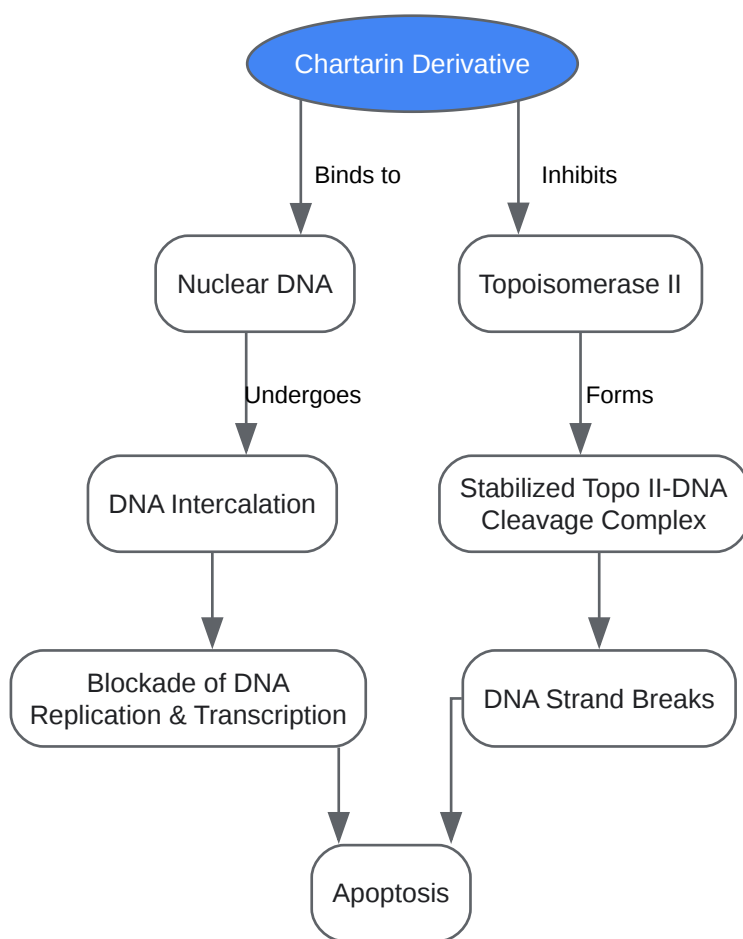 Chartarin Derivative
Binds to
Inhibits
Nuclear DNA
Topoisomerase II
Undergoes
Forms
DNA Intercalation
Stabilized Topo II-DNA
Cleavage Complex
Blockade of DNA
Replication & Transcription
DNA Strand Breaks
Apoptosis